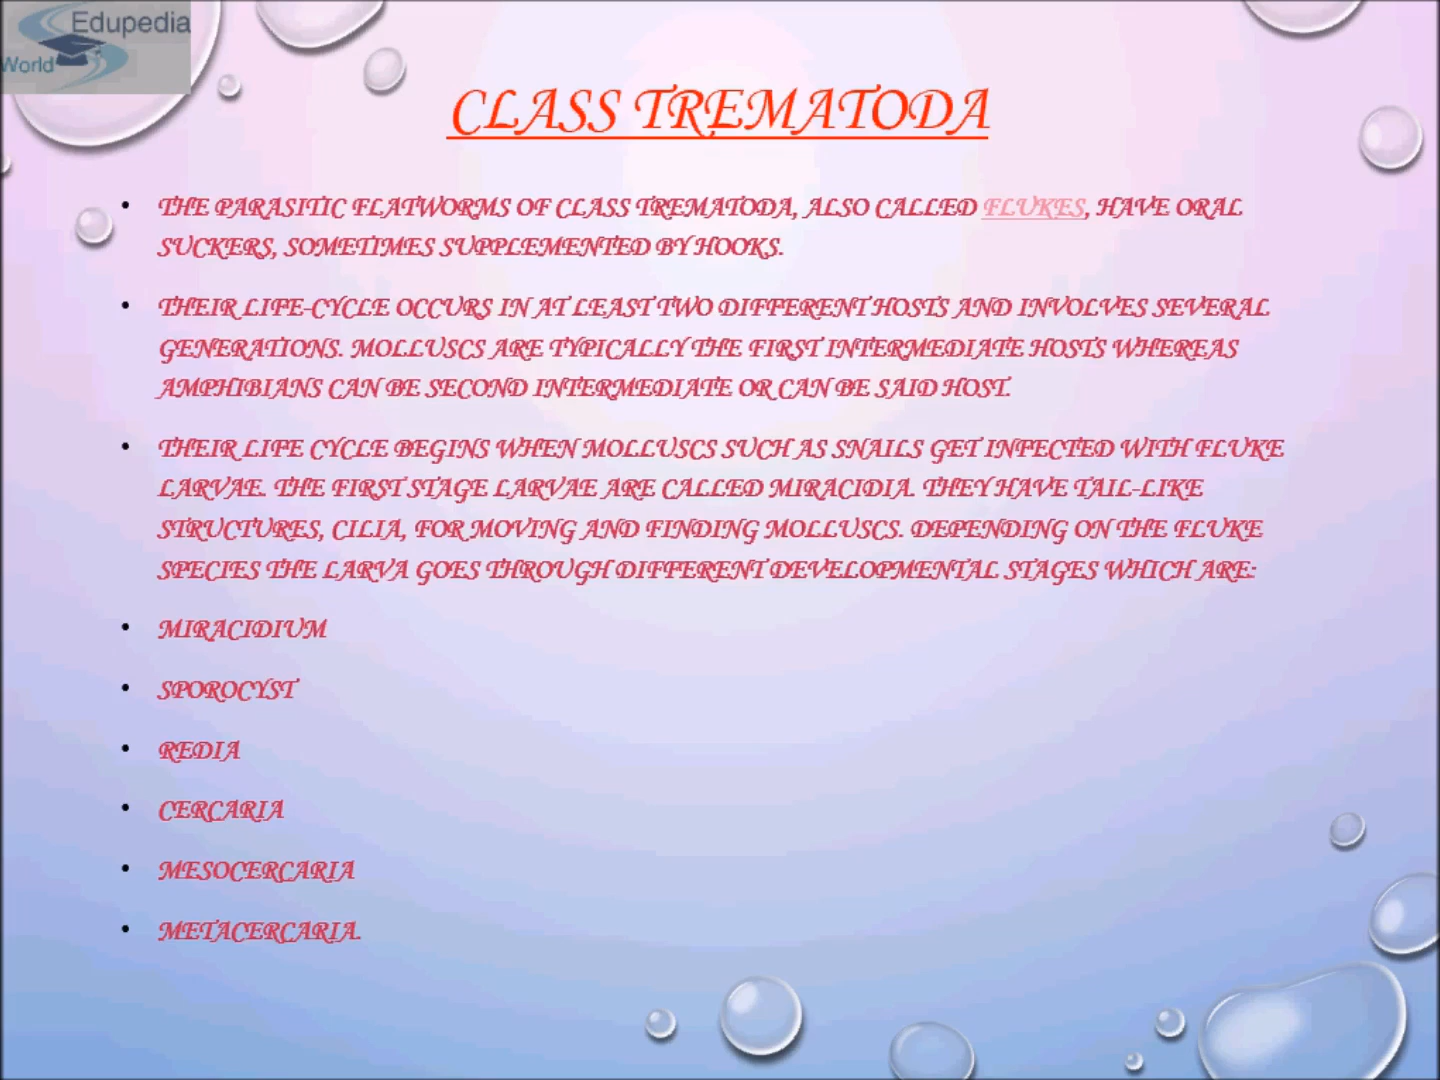 Edupedia
World
CLASS TREMATODA
• THE PARASITIC FLATWORMS OF CLASS TREMATODA, ALSO CALLED FLUKES, HAVE ORAL
SUCKERS, SOMETIMES SUPPLEMENTED BY HOOKS.
• THEIR LIFE-CYCLE OCCURS IN AT LEAST TWO DIFFERENT HOSTS AND INVOLVES SEVERAL
GENERATIONS. MOLLUSCS ARE TYPICALLY THE FIRST INTERMEDIATE HOSTS WHEREAS
AMPHIBIANS CAN BE SECOND INTERMEDIATE OR CAN BE SAID HOST.
• THEIR LIFE CYCLE BEGINS WHEN MOLLUSCS SUCH AS SNAILS GET INFECTED WITH FLUKE
LARVAE. THE FIRST STAGE LARVAE ARE CALLED MIRACIDIA. THEY HAVE TAIL-LIKE
STRUCTURES, CILIA, FOR MOVING AND FINDING MOLLUSCS. DEPENDING ON THE FLUKE
SPECIES THE LARVA GOES THROUGH DIFFERENT DEVELOPMENTAL STAGES WHICH ARE:
• MIRACIDIUM
• SPOROCYST
• REDIA
• CERCARIA
• MESOCERCARIA
• METACERCARIA.